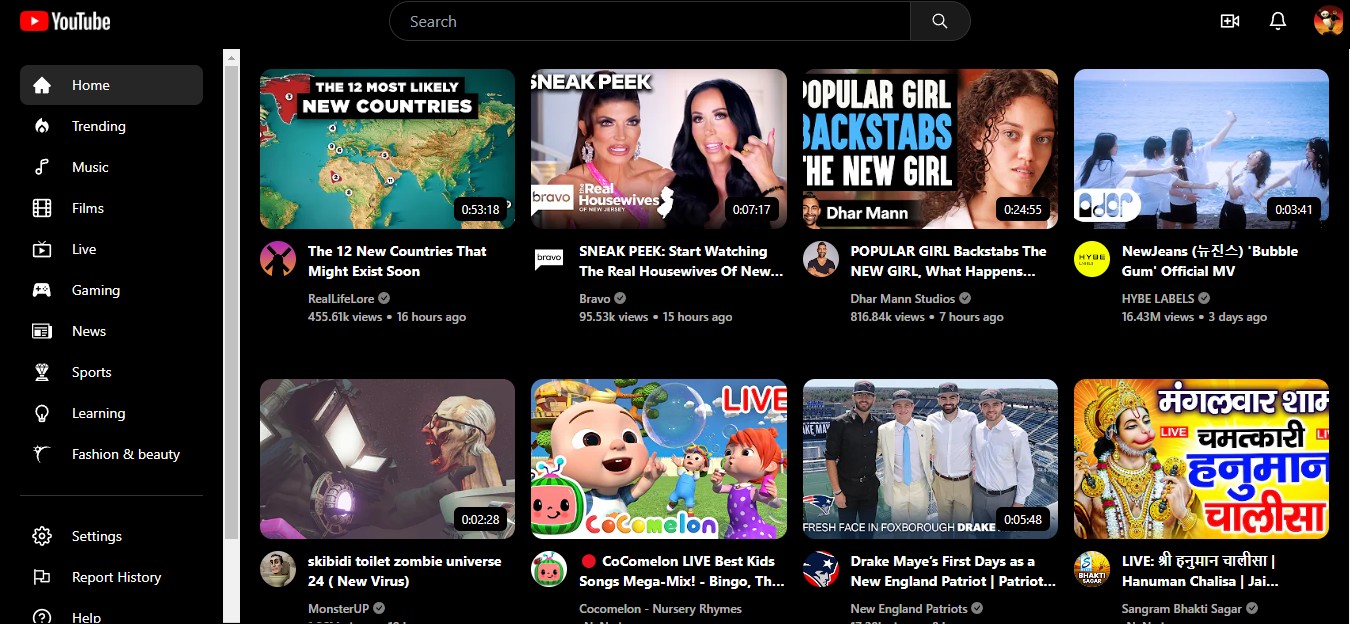 YouTube
Search
Home
Trending
Music
Films
Live
Gaming
News
Sports
Learning
Fashion & beauty
Settings
Report History
Help
THE 12 MOST LIKELY
NEW COUNTRIES
0:53:18
The 12 New Countries That
Might Exist Soon
RealLifeLore
455.61k views • 16 hours ago
SNEAK PEEK
bravo
THE Real
Housewives
OF NEW JERSEY
0:07:17
bravo
SNEAK PEEK: Start Watching
The Real Housewives Of New...
Bravo
95.53k views • 15 hours ago
POPULAR GIRL
BACKSTABS
THE NEW GIRL
Dhar Mann
0:24:55
POPULAR GIRL Backstabs The
NEW GIRL, What Happens...
Dhar Mann Studios
816.84k views • 7 hours ago
0:03:41
HYBE
LABELS
NewJeans (뉴진스) 'Bubble
Gum' Official MV
HYBE LABELS
16.43M views • 3 days ago
0:02:28
skibidi toilet zombie universe
24 ( New Virus)
MonsterUP
LIVE
COCOMELON
🔴 CoComelon LIVE Best Kids
Songs Mega-Mix! - Bingo, Th...
Cocomelon - Nursery Rhymes
FRESH FACE IN FOXBOROUGH DRAKE
0:05:48
Drake Maye’s First Days as a
New England Patriot | Patriot...
New England Patriots
मंगलवार शाम
LIVE चमत्कारी
हनुमान
चालीसा
BHAKTI
SAGAR
LIVE: श्री हनुमान चालीसा |
Hanuman Chalisa | Jai...
Sangram Bhakti Sagar